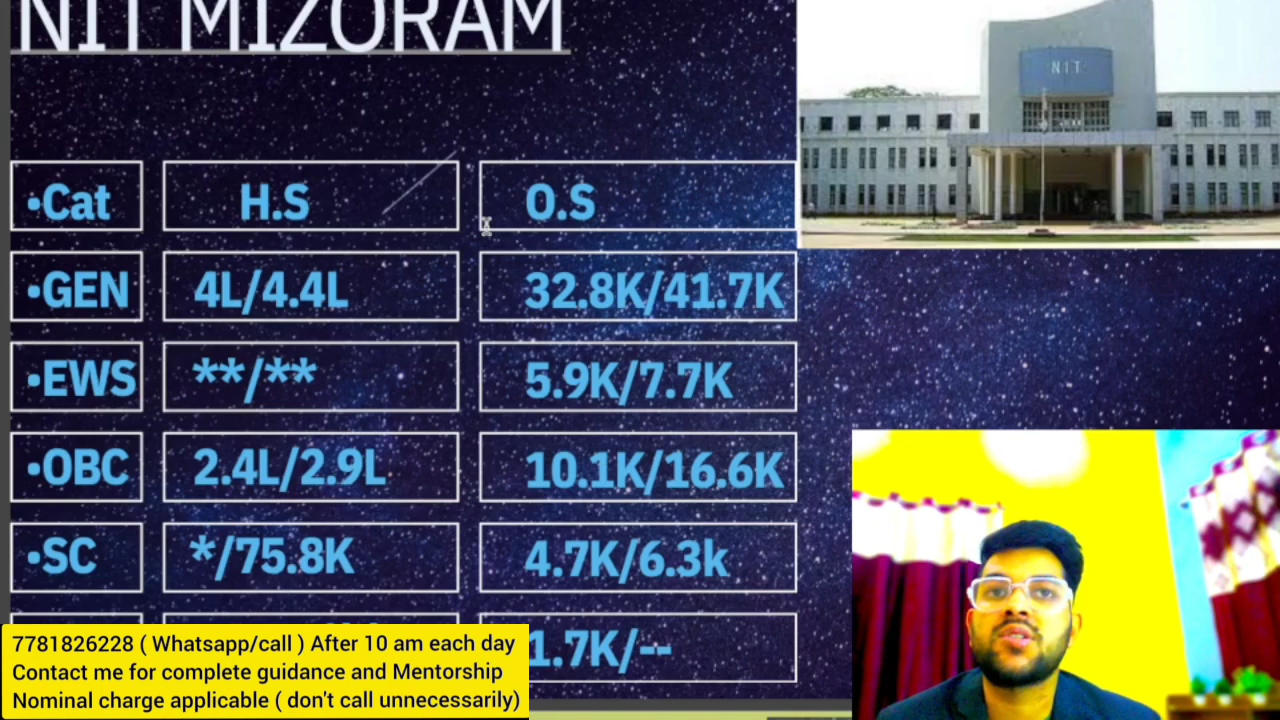 NIT MIZORAM
NIT
•Cat H.S O.S
•GEN 4L/4.4L 32.8K/41.7K
•EWS **/** 5.9K/7.7K
•OBC 2.4L/2.9L 10.1K/16.6K
•SC */75.8K 4.7K/6.3k
1.7K/--
7781826228 ( Whatsapp/call ) After 10 am each day
Contact me for complete guidance and Mentorship
Nominal charge applicable ( don't call unnecessarily)